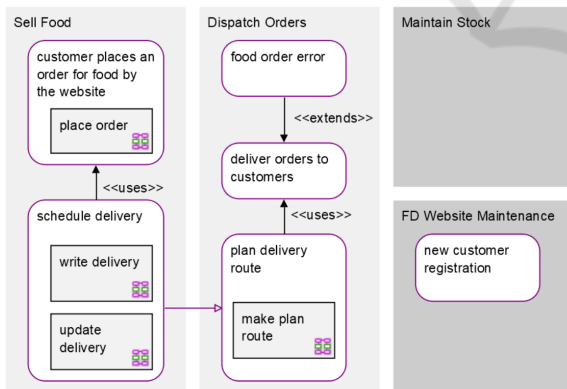 Sell Food
customer places an
order for food by
the website
place order
<<uses>>
schedule delivery
write delivery
update
delivery
Dispatch Orders
food order error
<<extends>>
deliver orders to
customers
<<uses>>
plan delivery
route
make plan
route
Maintain Stock
FD Website Maintenance
new customer
registration